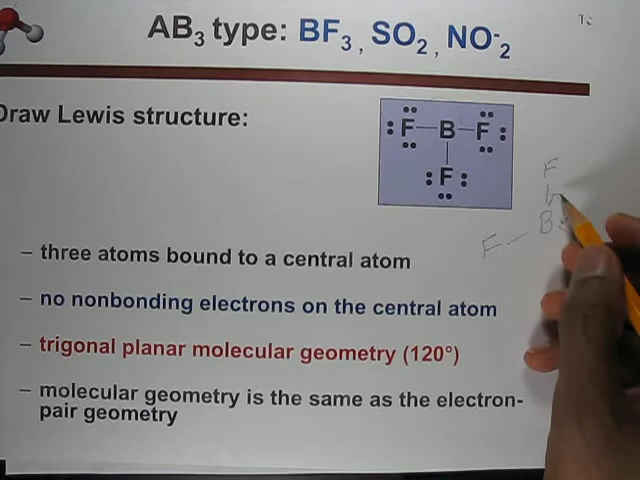 AB3 type: BF3 , SO2 , NO-2
Draw Lewis structure:
F B F
F
F
B
F
– three atoms bound to a central atom
– no nonbonding electrons on the central atom
– trigonal planar molecular geometry (120°)
– molecular geometry is the same as the electron-
pair geometry